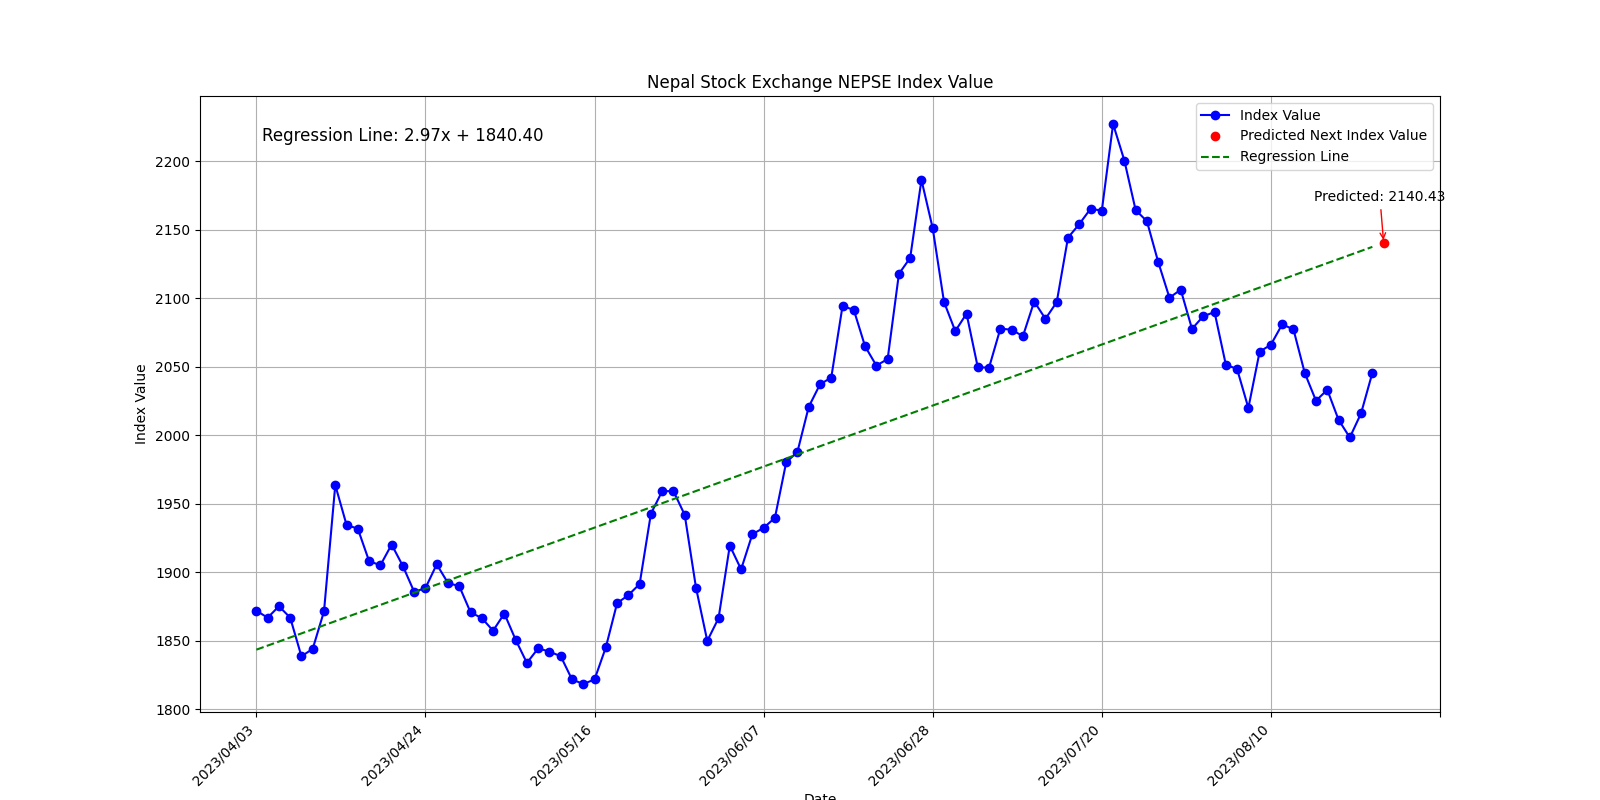 Nepal Stock Exchange NEPSE Index Value
Regression Line: 2.97x + 1840.40
Index Value
Predicted Next Index Value
Regression Line
Predicted: 2140.43
Index Value
2200
2150
2100
2050
2000
1950
1900
1850
1800
2023/04/03
2023/04/24
2023/05/16
2023/06/07
2023/06/28
2023/07/20
2023/08/10
Date